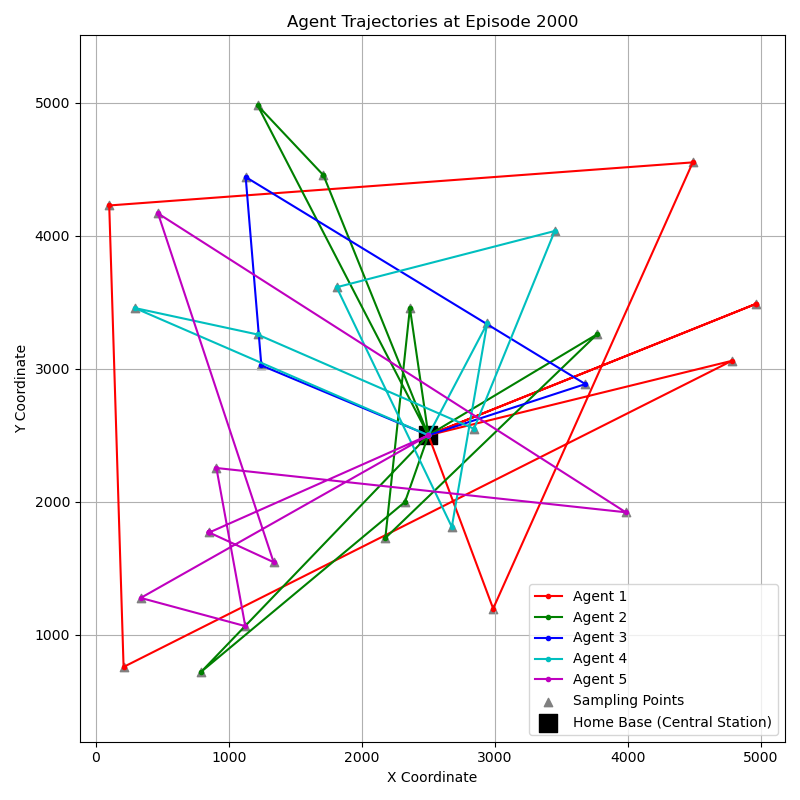 Agent Trajectories at Episode 2000
Y Coordinate
5000
4000
3000
2000
1000
0
1000
2000
3000
4000
5000
X Coordinate
Agent 1
Agent 2
Agent 3
Agent 4
Agent 5
Sampling Points
Home Base (Central Station)